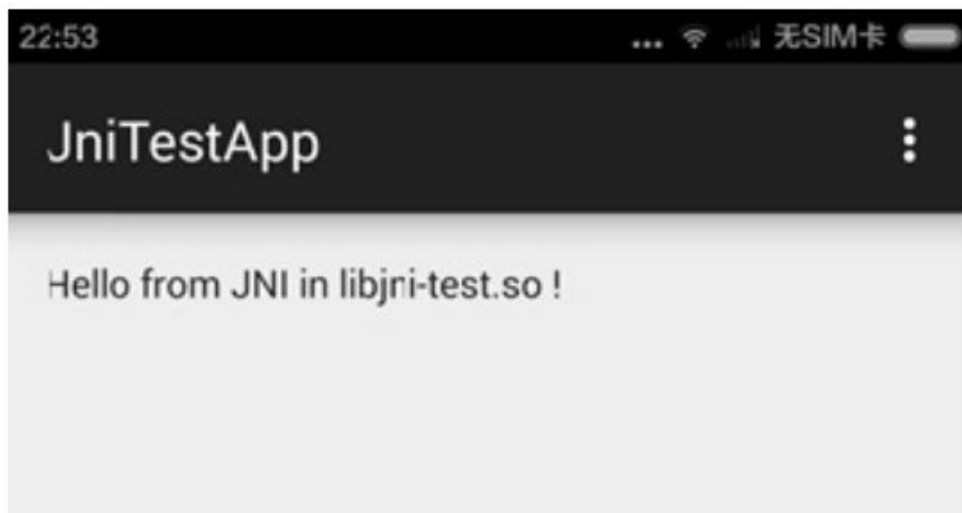 22:53 ... 无SIM卡
JniTestApp
Hello from JNI in libjni-test.so !